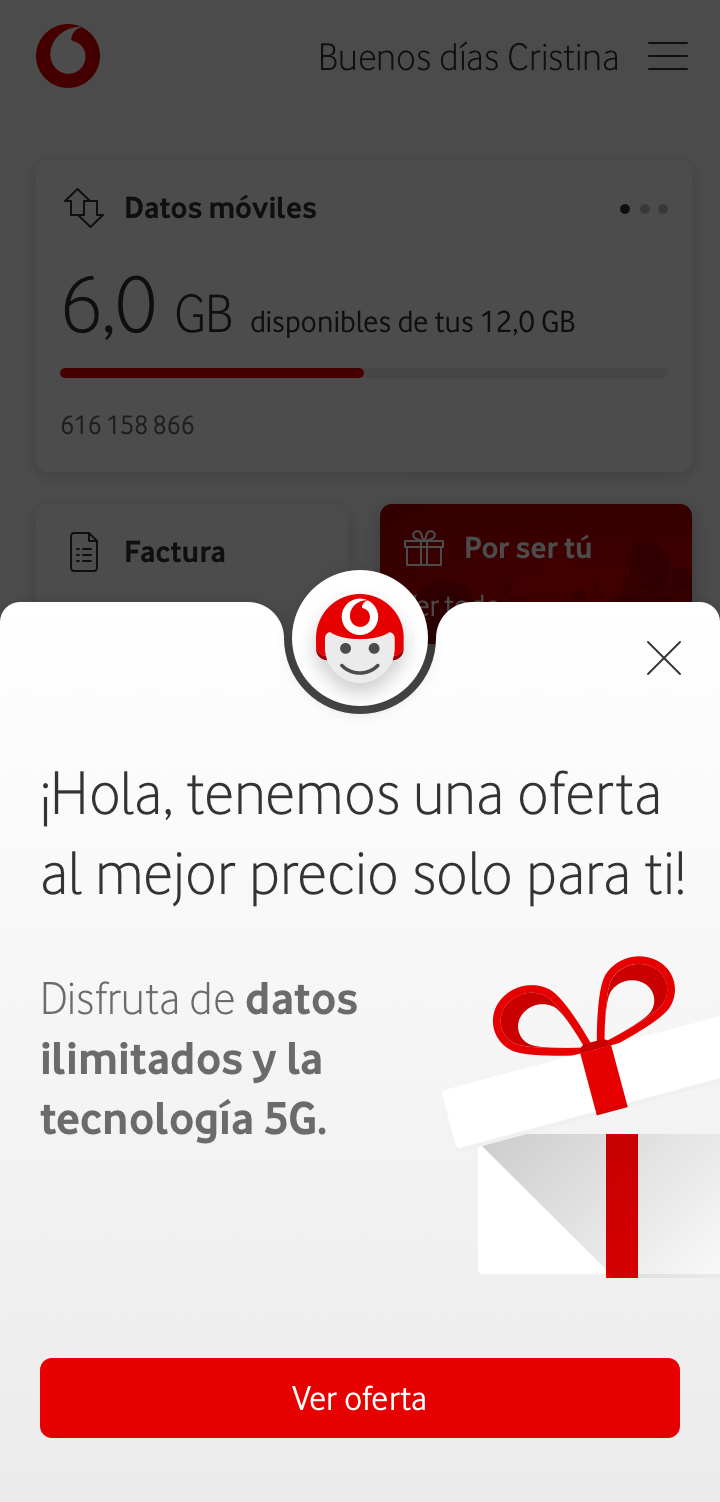 Buenos días Cristina
Datos móviles
6,0 GB disponibles de tus 12,0 GB
616 158 866
Factura
Por ser tú
¡Hola, tenemos una oferta
al mejor precio solo para ti!
Disfruta de datos
ilimitados y la
tecnología 5G.
Ver oferta